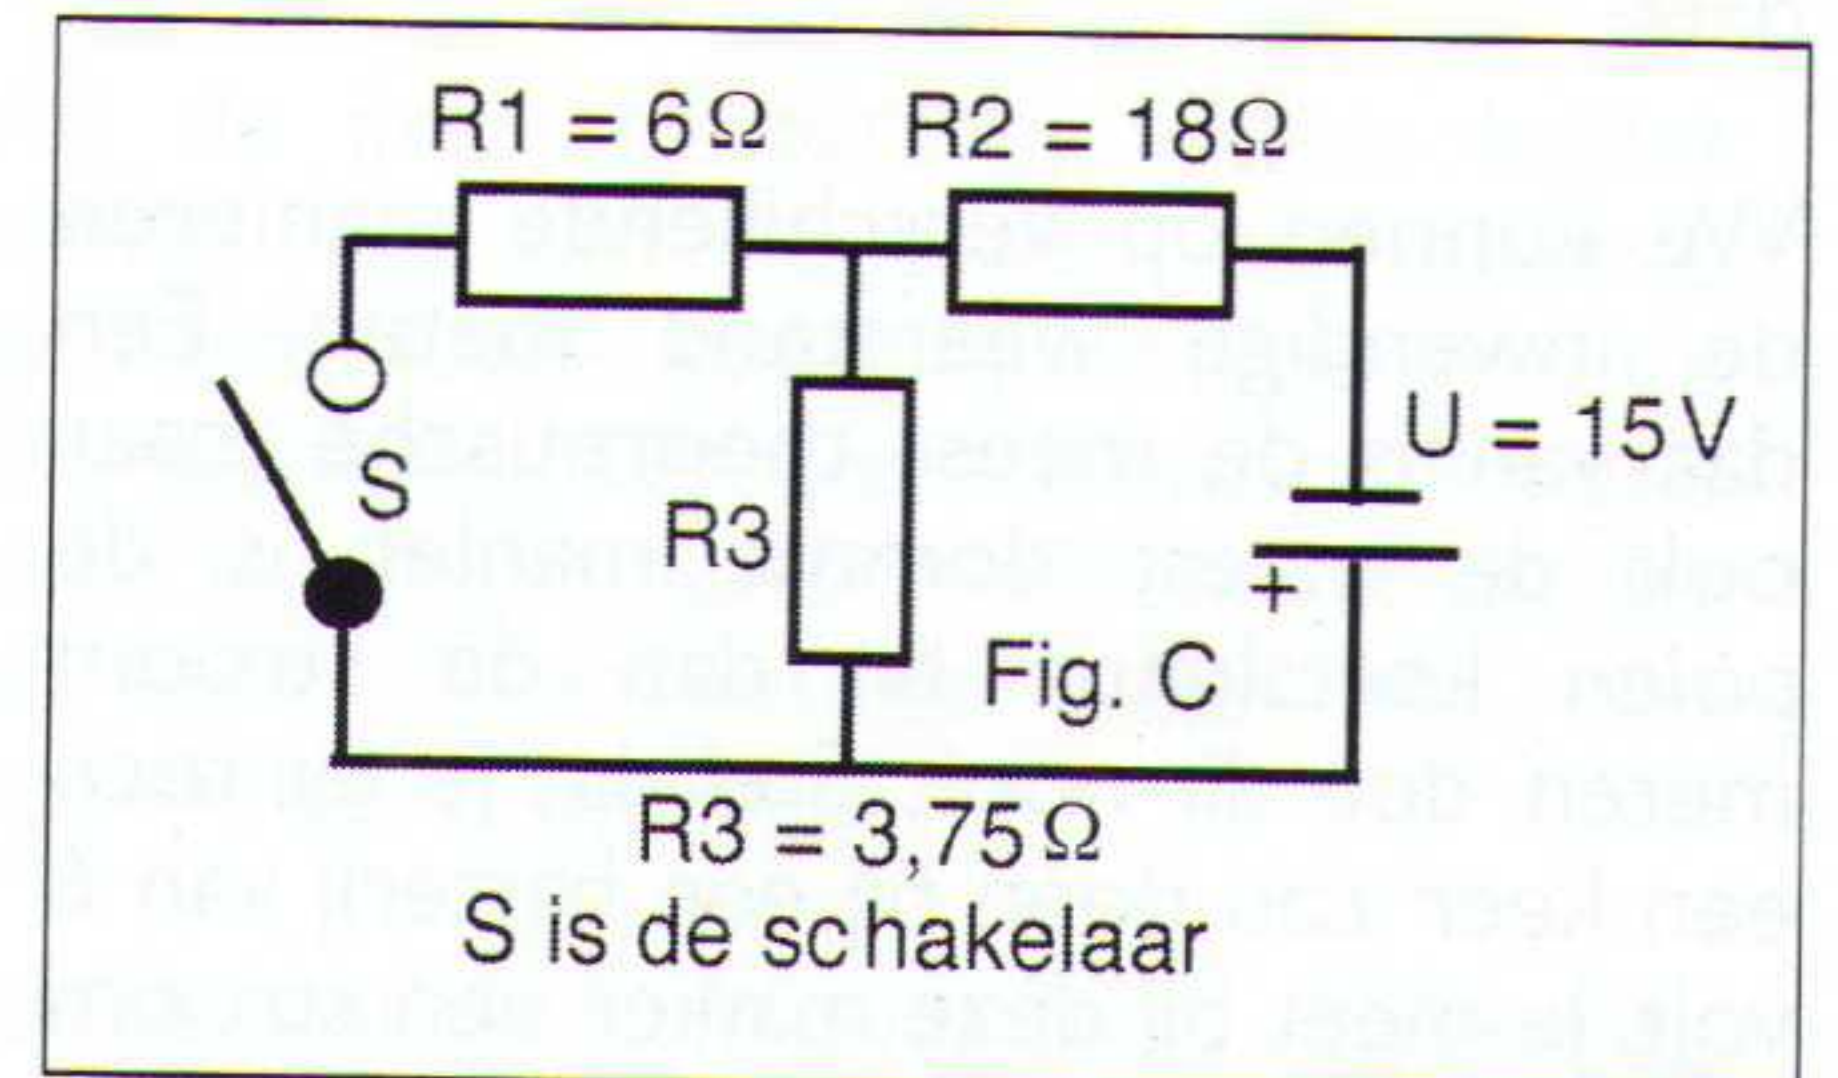 R1 = 6Ω R2 = 18Ω
S
U = 15V
R3
+
Fig. C
R3 = 3,75Ω
S is de schakelaar